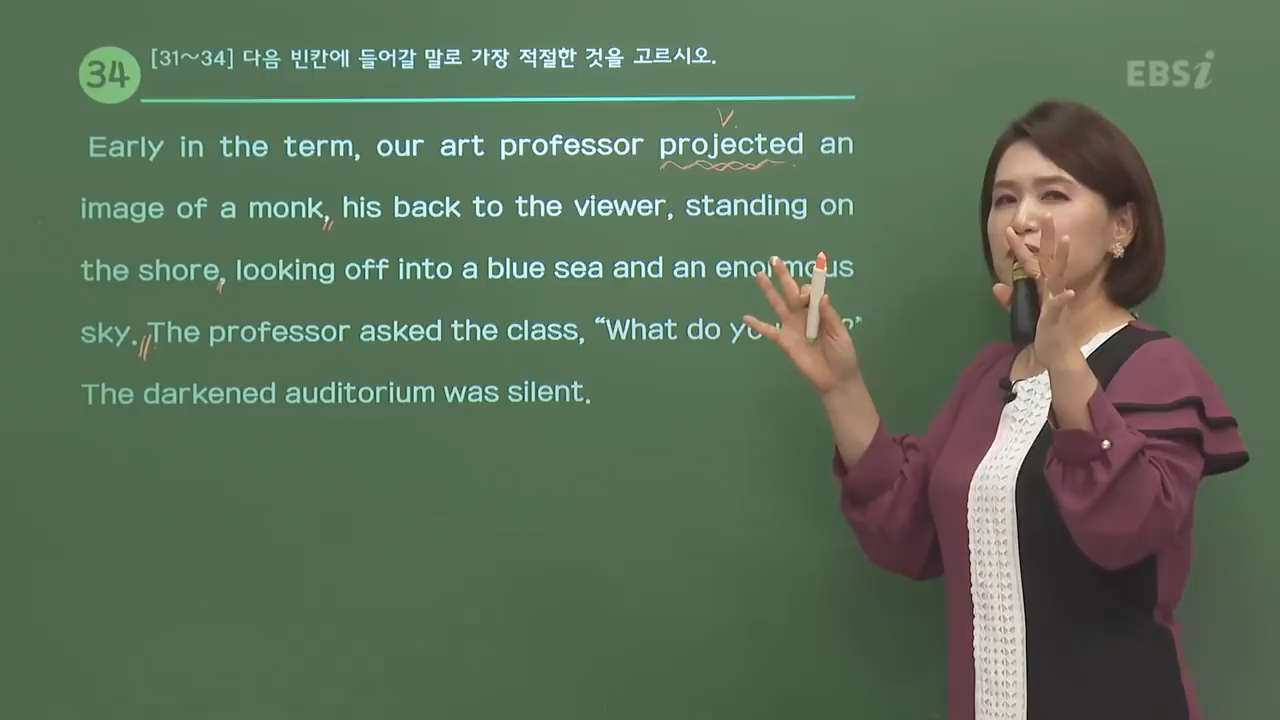 34
[31~34] 다음 빈칸에 들어갈 말로 가장 적절한 것을 고르시오.
EBSi
Early in the term, our art professor projected an
image of a monk, his back to the viewer, standing on
the shore, looking off into a blue sea and an enormous
sky. The professor asked the class, “What do
The darkened auditorium was silent.